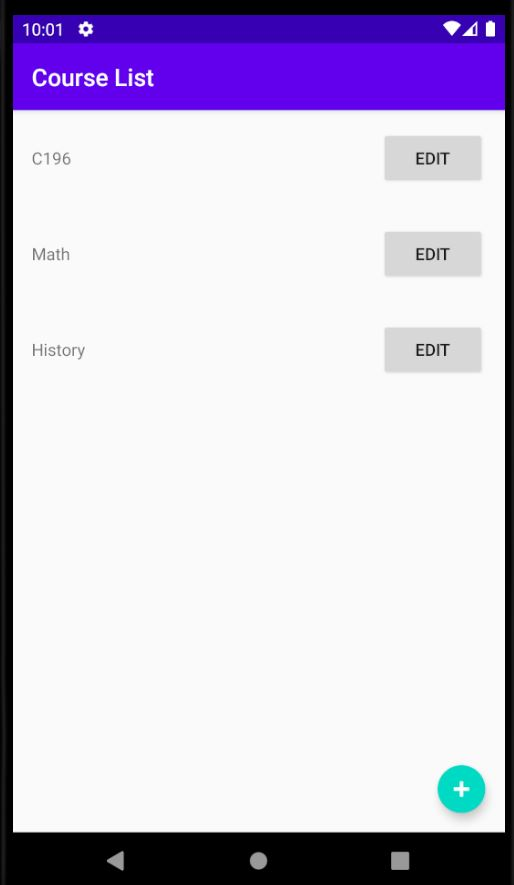 10:01
Course List
C196 EDIT
Math EDIT
History EDIT
+